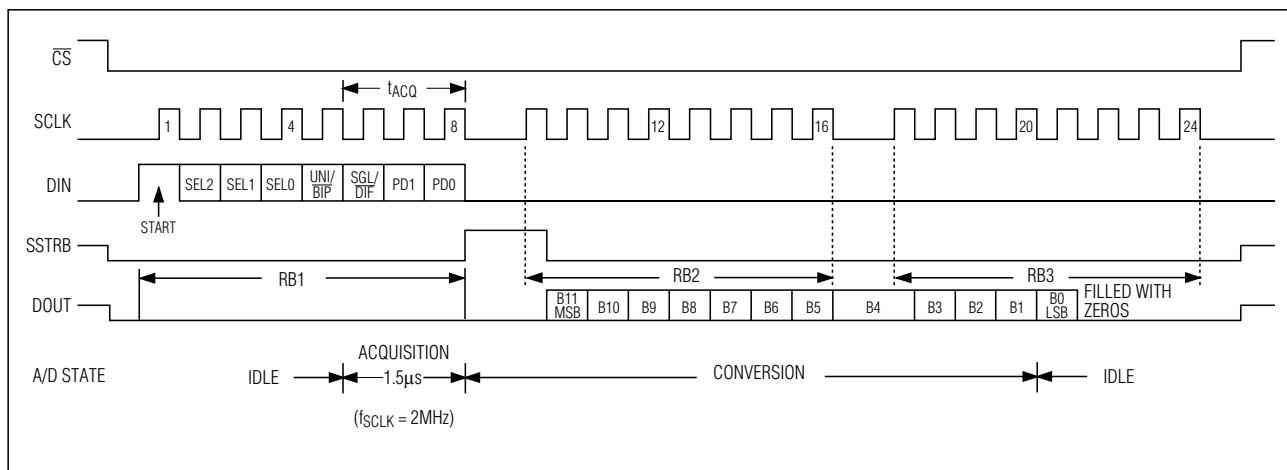 CS
tACQ
SCLK 1 4 8 12 16 20 24
DIN SEL2 SEL1 SEL0 UNI/BIP SGL/DIF PD1 PD0
START
SSTRB
RB1 RB2 RB3
DOUT B11 MSB B10 B9 B8 B7 B6 B5 B4 B3 B2 B1 B0 LSB FILLED WITH ZEROS
A/D STATE IDLE ACQUISITION 1.5μs CONVERSION IDLE
(fSCLK = 2MHz)